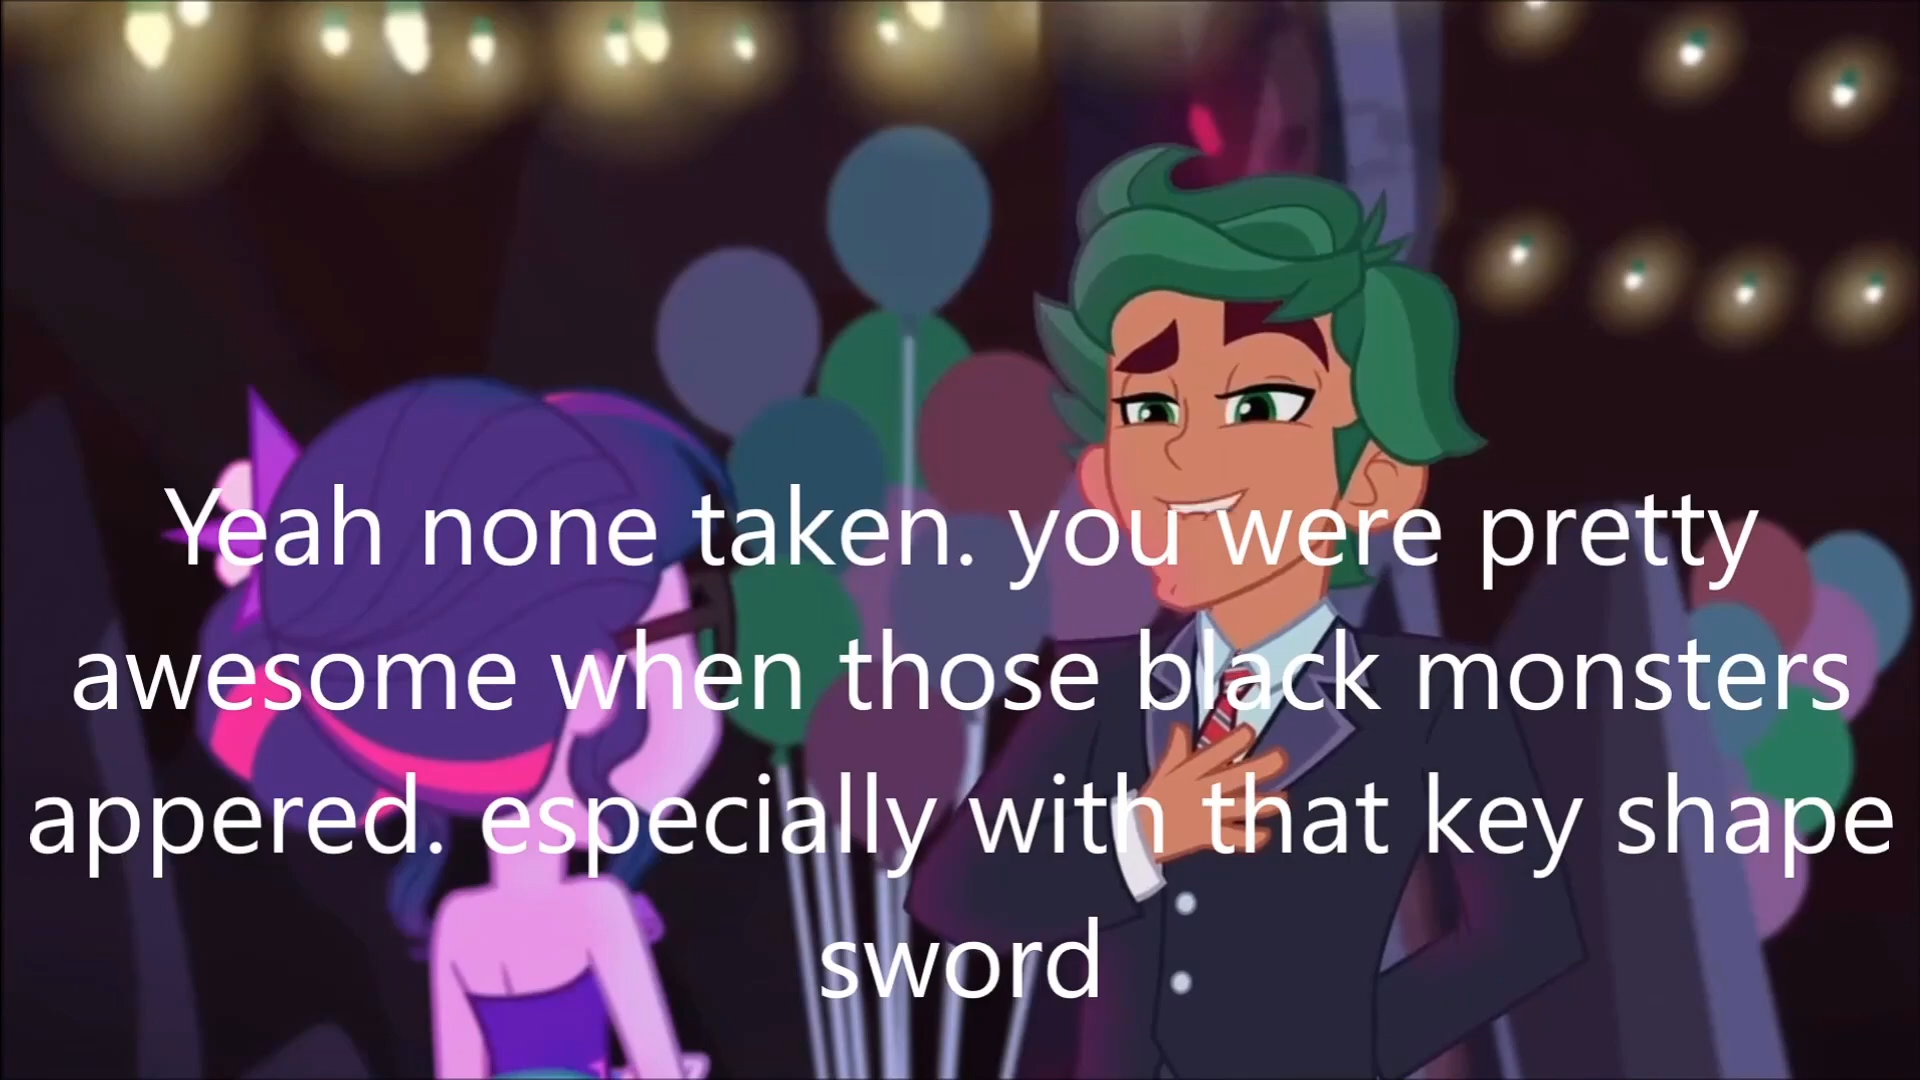 Yeah none taken. you were pretty
awesome when those black monsters
appered. especially with that key shape
sword